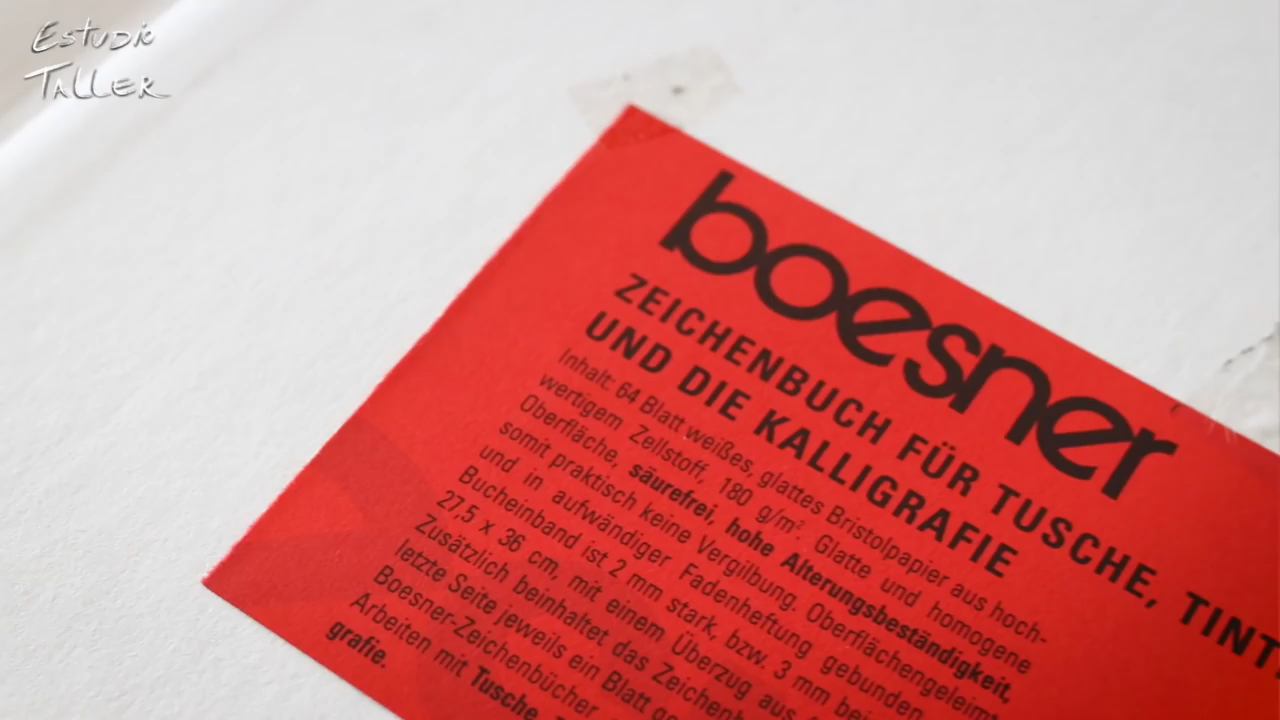 Estudio
Taller
boesner
ZEICHENBUCH FÜR TUSCHE, TINT
UND DIE KALLIGRAFIE
Inhalt: 64 Blatt weißes, glattes Bristolpapier aus hoch-
wertigem Zellstoff, 180 g/m² Glatte und homogene
Oberfläche, säurefrei, hohe Alterungsbeständigkeit,
somit praktisch keine Vergilbung. Oberflächengeleimt
und in aufwändiger Fadenheftung gebunden.
Bucheinband ist 2 mm stark, bzw. 3 mm bei
27,5 x 36 cm, mit einem Überzug aus
Zusätzlich beinhaltet das Zeichenb
letzte Seite jeweils ein Blatt
Boesner-Zeichenbücher
Arbeiten mit Tusche,
grafie.